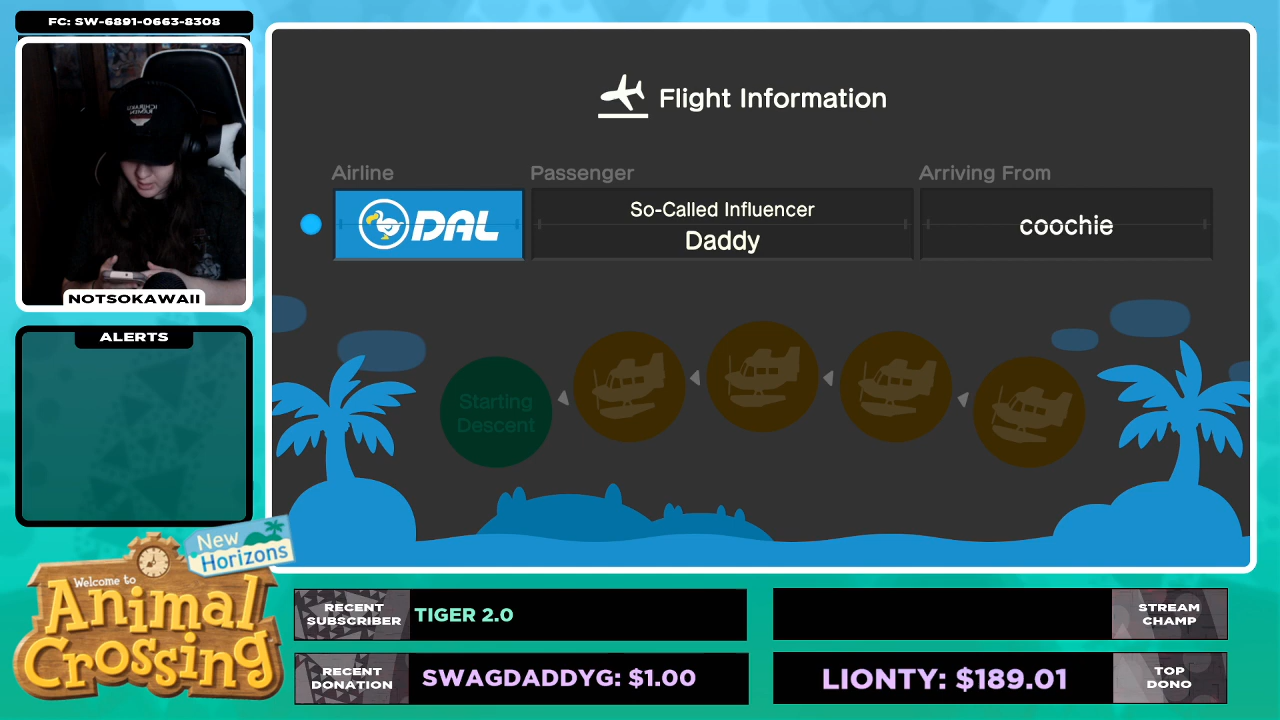 FC: SW-6891-0663-8308
NOTSOKAWAII
ALERTS
Flight Information
Airline
Passenger
Arriving From
DAL
So-Called Influencer
Daddy
coochie
Starting
Descent
New
Horizons
Welcome to
Animal
Crossing
RECENT
SUBSCRIBER
TIGER 2.0
STREAM
CHAMP
RECENT
DONATION
SWAGDADDYG: $1.00
LIONTY: $189.01
TOP
DONO